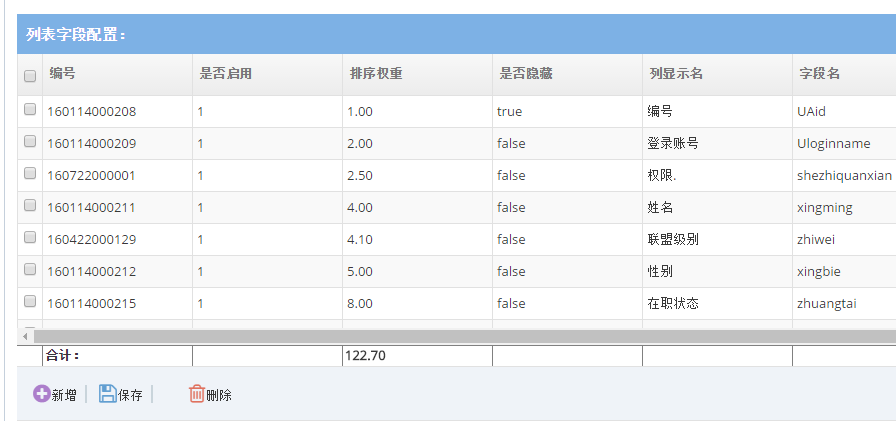 列表字段配置：
编号 是否启用 排序权重 是否隐藏 列显示名 字段名
160114000208 1 1.00 true 编号 UAid
160114000209 1 2.00 false 登录账号 Uloginname
160722000001 1 2.50 false 权限. shezhiquanxian
160114000211 1 4.00 false 姓名 xingming
160422000129 1 4.10 false 联盟级别 zhiwei
160114000212 1 5.00 false 性别 xingbie
160114000215 1 8.00 false 在职状态 zhuangtai
合计： 122.70
新增 保存 删除